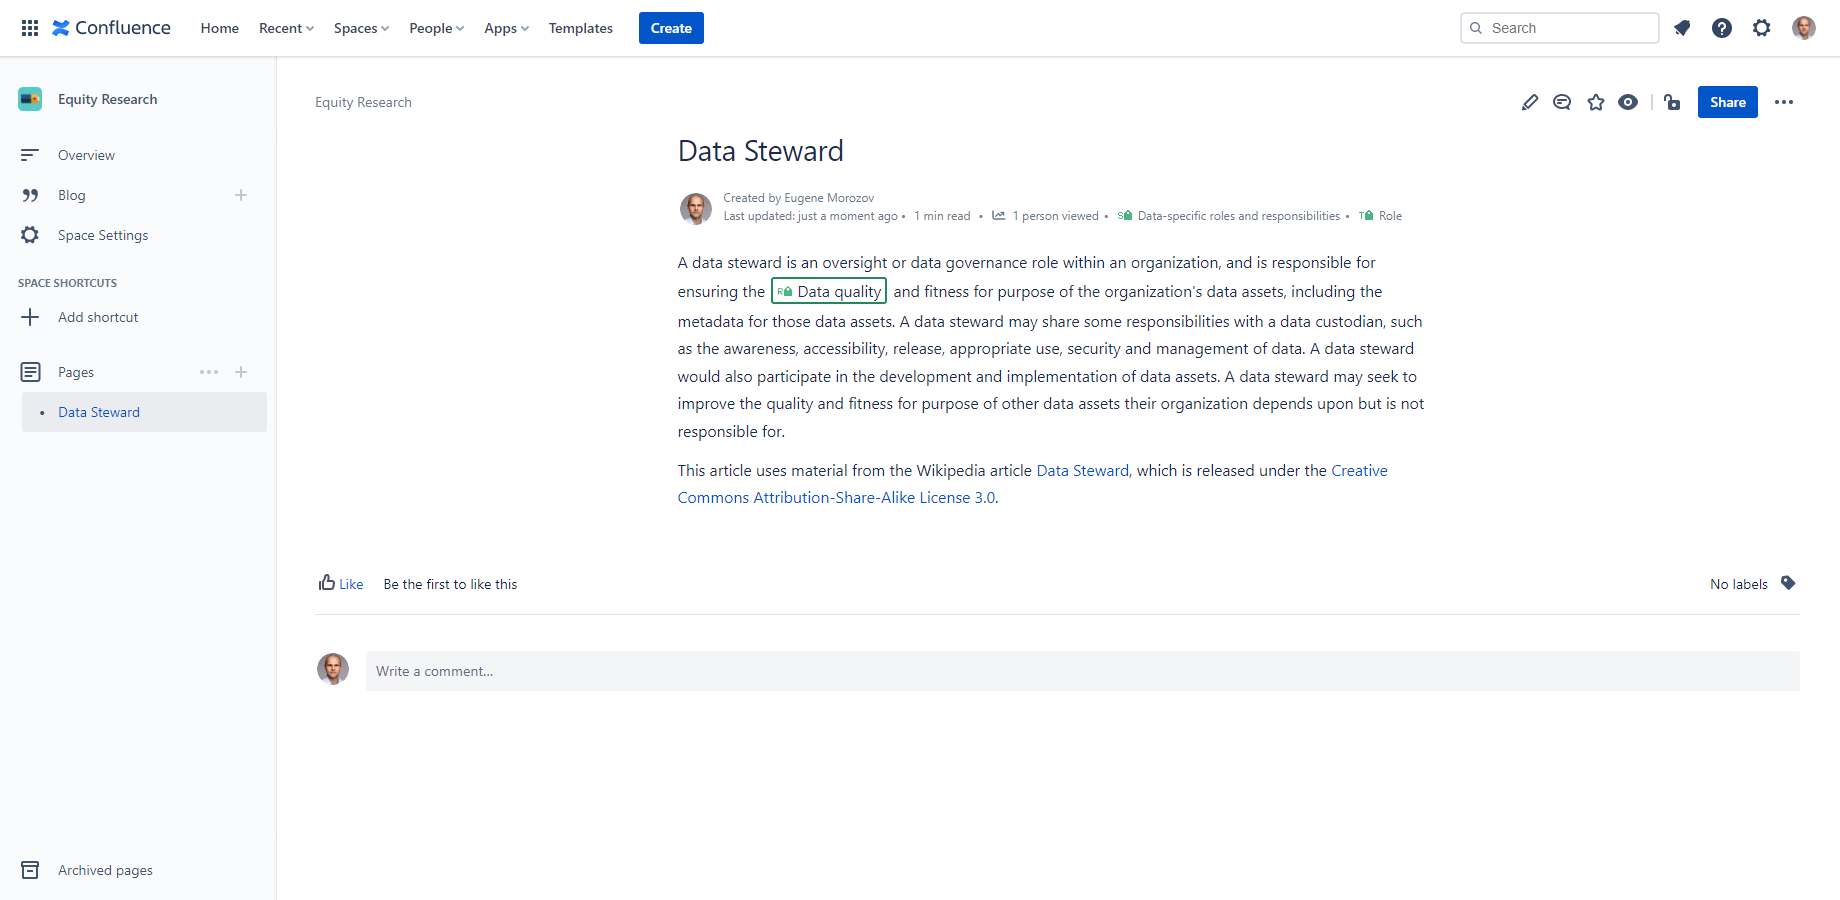 Confluence
Home Recent Spaces People Apps Templates Create
Search
Equity Research
Overview
Blog
Space Settings
SPACE SHORTCUTS
Add shortcut
Pages
Data Steward
Archived pages
Equity Research
Share
Data Steward
Created by Eugene Morozov
Last updated: just a moment ago • 1 min read • 1 person viewed • S Data-specific roles and responsibilities • T Role
A data steward is an oversight or data governance role within an organization, and is responsible for
ensuring the R Data quality and fitness for purpose of the organization's data assets, including the
metadata for those data assets. A data steward may share some responsibilities with a data custodian, such
as the awareness, accessibility, release, appropriate use, security and management of data. A data steward
would also participate in the development and implementation of data assets. A data steward may seek to
improve the quality and fitness for purpose of other data assets their organization depends upon but is not
responsible for.
This article uses material from the Wikipedia article Data Steward, which is released under the Creative
Commons Attribution-Share-Alike License 3.0.
Like Be the first to like this
No labels
Write a comment...